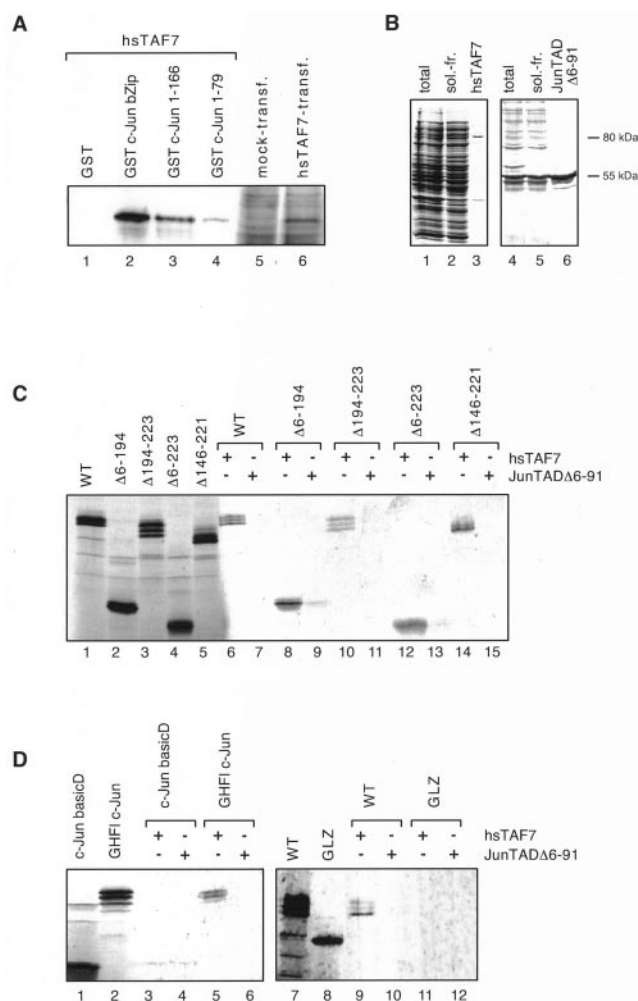 A
hsTAF7
GST
GST c-Jun bZip
GST c-Jun 1-166
GST c-Jun 1-79
mock-transf.
hsTAF7-transf.
1 2 3 4 5 6
B
total
sol.-fr.
hsTAF7
total
sol.-fr.
JunTAD
Δ6-91
80 kDa
55 kDa
1 2 3 4 5 6
C
WT
Δ6-194
Δ194-223
Δ6-223
Δ146-221
WT
Δ6-194
Δ194-223
Δ6-223
Δ146-221
+ - + - + - + - + - hsTAF7
- + - + - + - + - + JunTADΔ6-91
1 2 3 4 5 6 7 8 9 10 11 12 13 14 15
D
c-Jun basicD
GHFI c-Jun
c-Jun basicD
GHFI c-Jun
WT
GLZ
WT
GLZ
+ - + - + - + - hsTAF7
- + - + - + - + JunTADΔ6-91
1 2 3 4 5 6 7 8 9 10 11 12